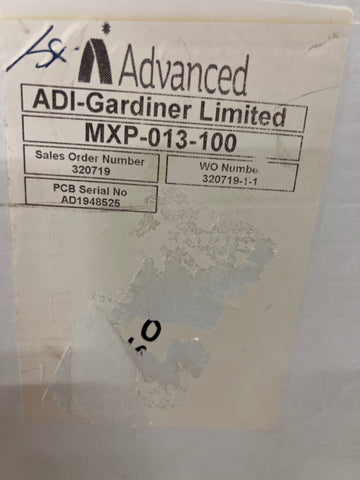 Advanced
ADI-Gardiner Limited
MXP-013-100
Sales Order Number
320719
WO Numbe
320719-1-1
PCB Serial No
AD1948525
O